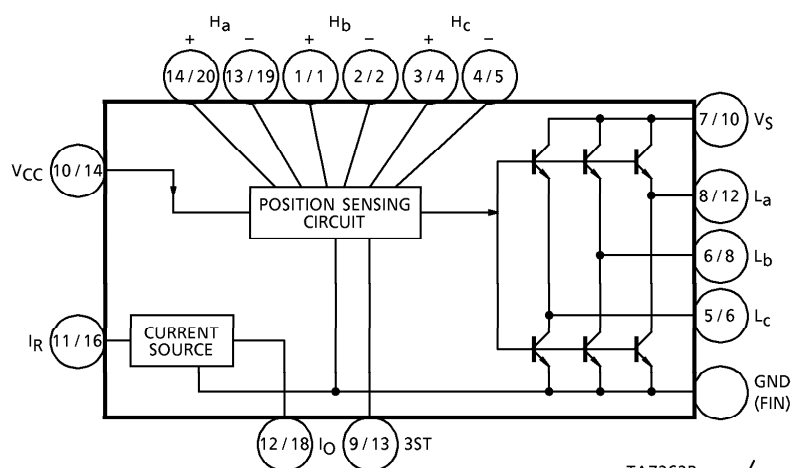 Ha Hb Hc
+ − + − + −
14/20 13/19 1/1 2/2 3/4 4/5
7/10 VS
VCC 10/14
POSITION SENSING
CIRCUIT
8/12 La
6/8 Lb
5/6 Lc
IR 11/16
CURRENT
SOURCE
GND
(FIN)
12/18 IO 9/13 3ST